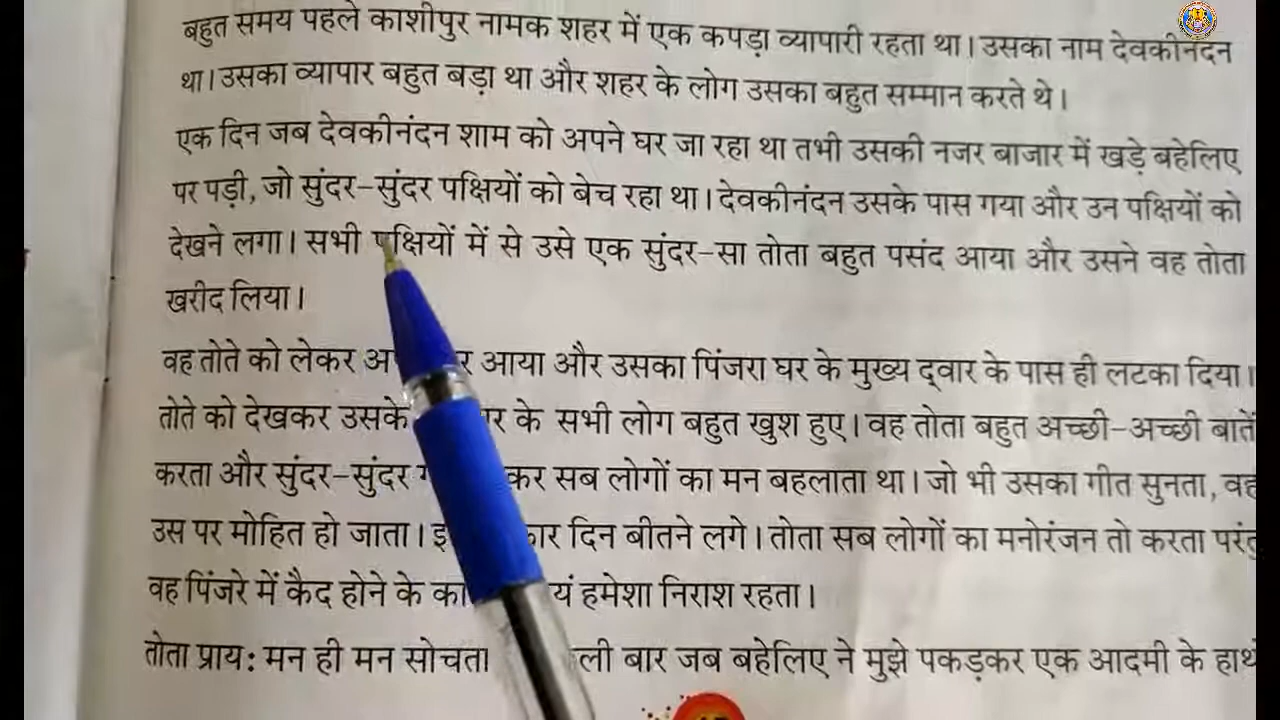 बहुत समय पहले काशीपुर नामक शहर में एक कपड़ा व्यापारी रहता था। उसका नाम देवकीनंदन
था। उसका व्यापार बहुत बड़ा था और शहर के लोग उसका बहुत सम्मान करते थे।
एक दिन जब देवकीनंदन शाम को अपने घर जा रहा था तभी उसकी नजर बाजार में खड़े बहेलिए
पर पड़ी, जो सुंदर-सुंदर पक्षियों को बेच रहा था। देवकीनंदन उसके पास गया और उन पक्षियों को
देखने लगा। सभी पक्षियों में से उसे एक सुंदर-सा तोता बहुत पसंद आया और उसने वह तोता
खरीद लिया।
वह तोते को लेकर आया और उसका पिंजरा घर के मुख्य द्वार के पास ही लटका दिया।
तोते को देखकर उसके के सभी लोग बहुत खुश हुए। वह तोता बहुत अच्छी-अच्छी बातें
करता और सुंदर-सुंदर कर सब लोगों का मन बहलाता था। जो भी उसका गीत सुनता, वह
उस पर मोहित हो जाता। दिन बीतने लगे। तोता सब लोगों का मनोरंजन तो करता परंतु
वह पिंजरे में कैद होने के हमेशा निराश रहता।
तोता प्राय: मन ही मन सोचता बार जब बहेलिए ने मुझे पकड़कर एक आदमी के हाथ